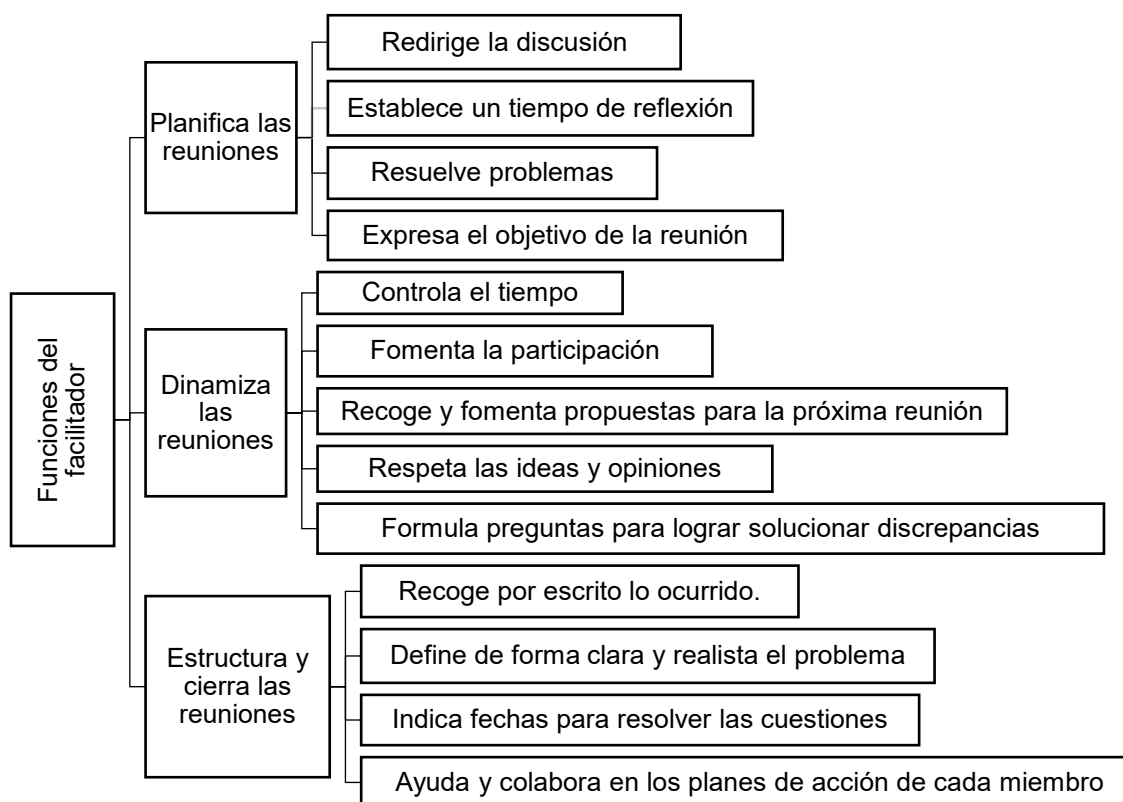 Funciones del
facilitador
Planifica las
reuniones
Redirige la discusión
Establece un tiempo de reflexión
Resuelve problemas
Expresa el objetivo de la reunión
Dinamiza
las
reuniones
Controla el tiempo
Fomenta la participación
Recoge y fomenta propuestas para la próxima reunión
Respeta las ideas y opiniones
Formula preguntas para lograr solucionar discrepancias
Estructura y
cierra las
reuniones
Recoge por escrito lo ocurrido.
Define de forma clara y realista el problema
Indica fechas para resolver las cuestiones
Ayuda y colabora en los planes de acción de cada miembro